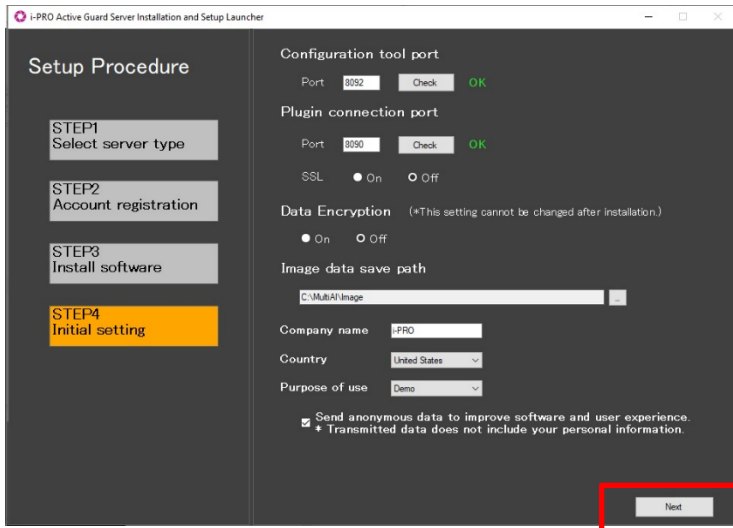 i-PRO Active Guard Server Installation and Setup Launcher
Setup Procedure
STEP1
Select server type
STEP2
Account registration
STEP3
Install software
STEP4
Initial setting
Configuration tool port
Port 8092 Check OK
Plugin connection port
Port 8090 Check OK
SSL On Off
Data Encryption (*This setting cannot be changed after installation.)
On Off
Image data save path
C:\MultiAI\Image ...
Company name i-PRO
Country United States
Purpose of use Demo
Send anonymous data to improve software and user experience.
* Transmitted data does not include your personal information.
Next